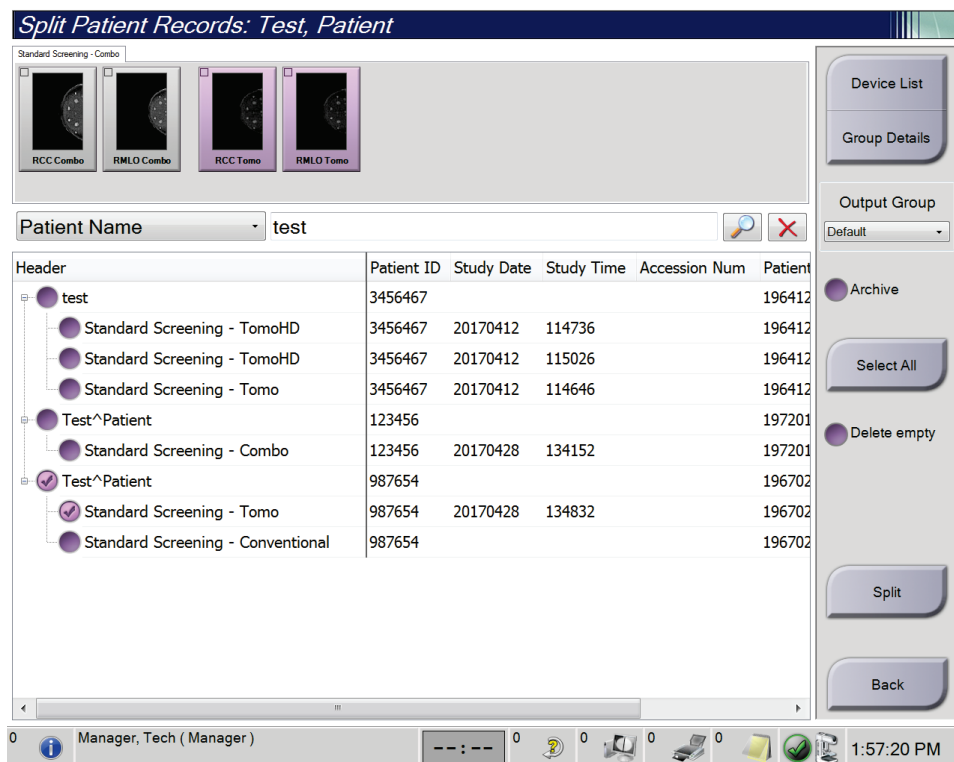 Split Patient Records: Test, Patient
Standard Screening - Combo
RCC Combo RMLO Combo RCC Tomo RMLO Tomo
Device List
Group Details
Output Group
Default
Patient Name test
Header Patient ID Study Date Study Time Accession Num Patient
test 3456467 196412
Standard Screening - TomoHD 3456467 20170412 114736 196412
Standard Screening - TomoHD 3456467 20170412 115026 196412
Standard Screening - Tomo 3456467 20170412 114646 196412
Test^Patient 123456 197201
Standard Screening - Combo 123456 20170428 134152 197201
Test^Patient 987654 196702
Standard Screening - Tomo 987654 20170428 134832 196702
Standard Screening - Conventional 987654 196702
Archive
Select All
Delete empty
Split
Back
0 Manager, Tech ( Manager ) --:-- 0 0 0 0 1:57:20 PM